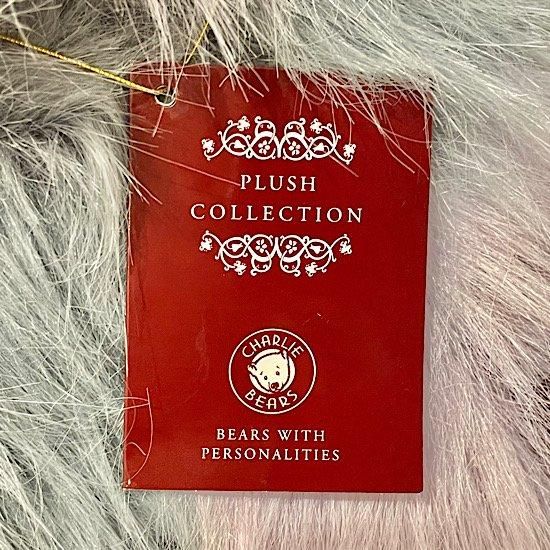 PLUSH
COLLECTION
CHARLIE
BEARS
BEARS WITH
PERSONALITIES